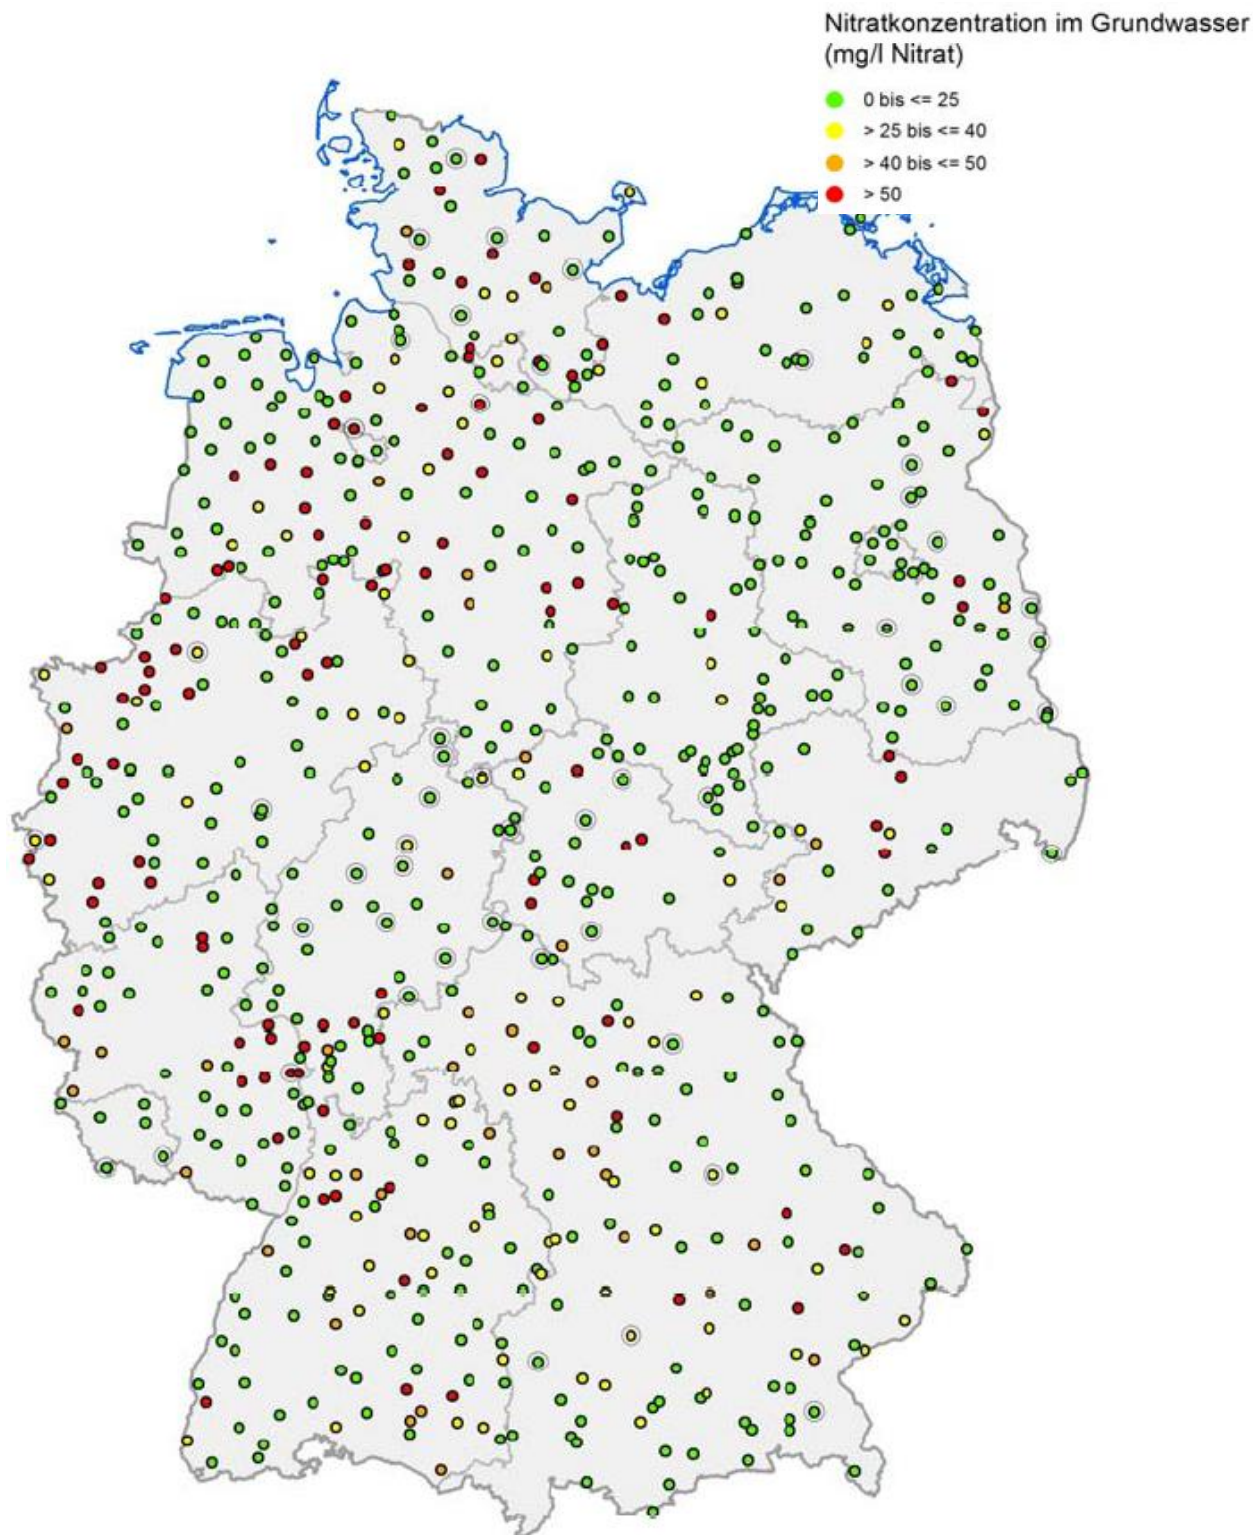 Nitratkonzentration im Grundwasser
(mg/l Nitrat)
0 bis <= 25
> 25 bis <= 40
> 40 bis <= 50
> 50